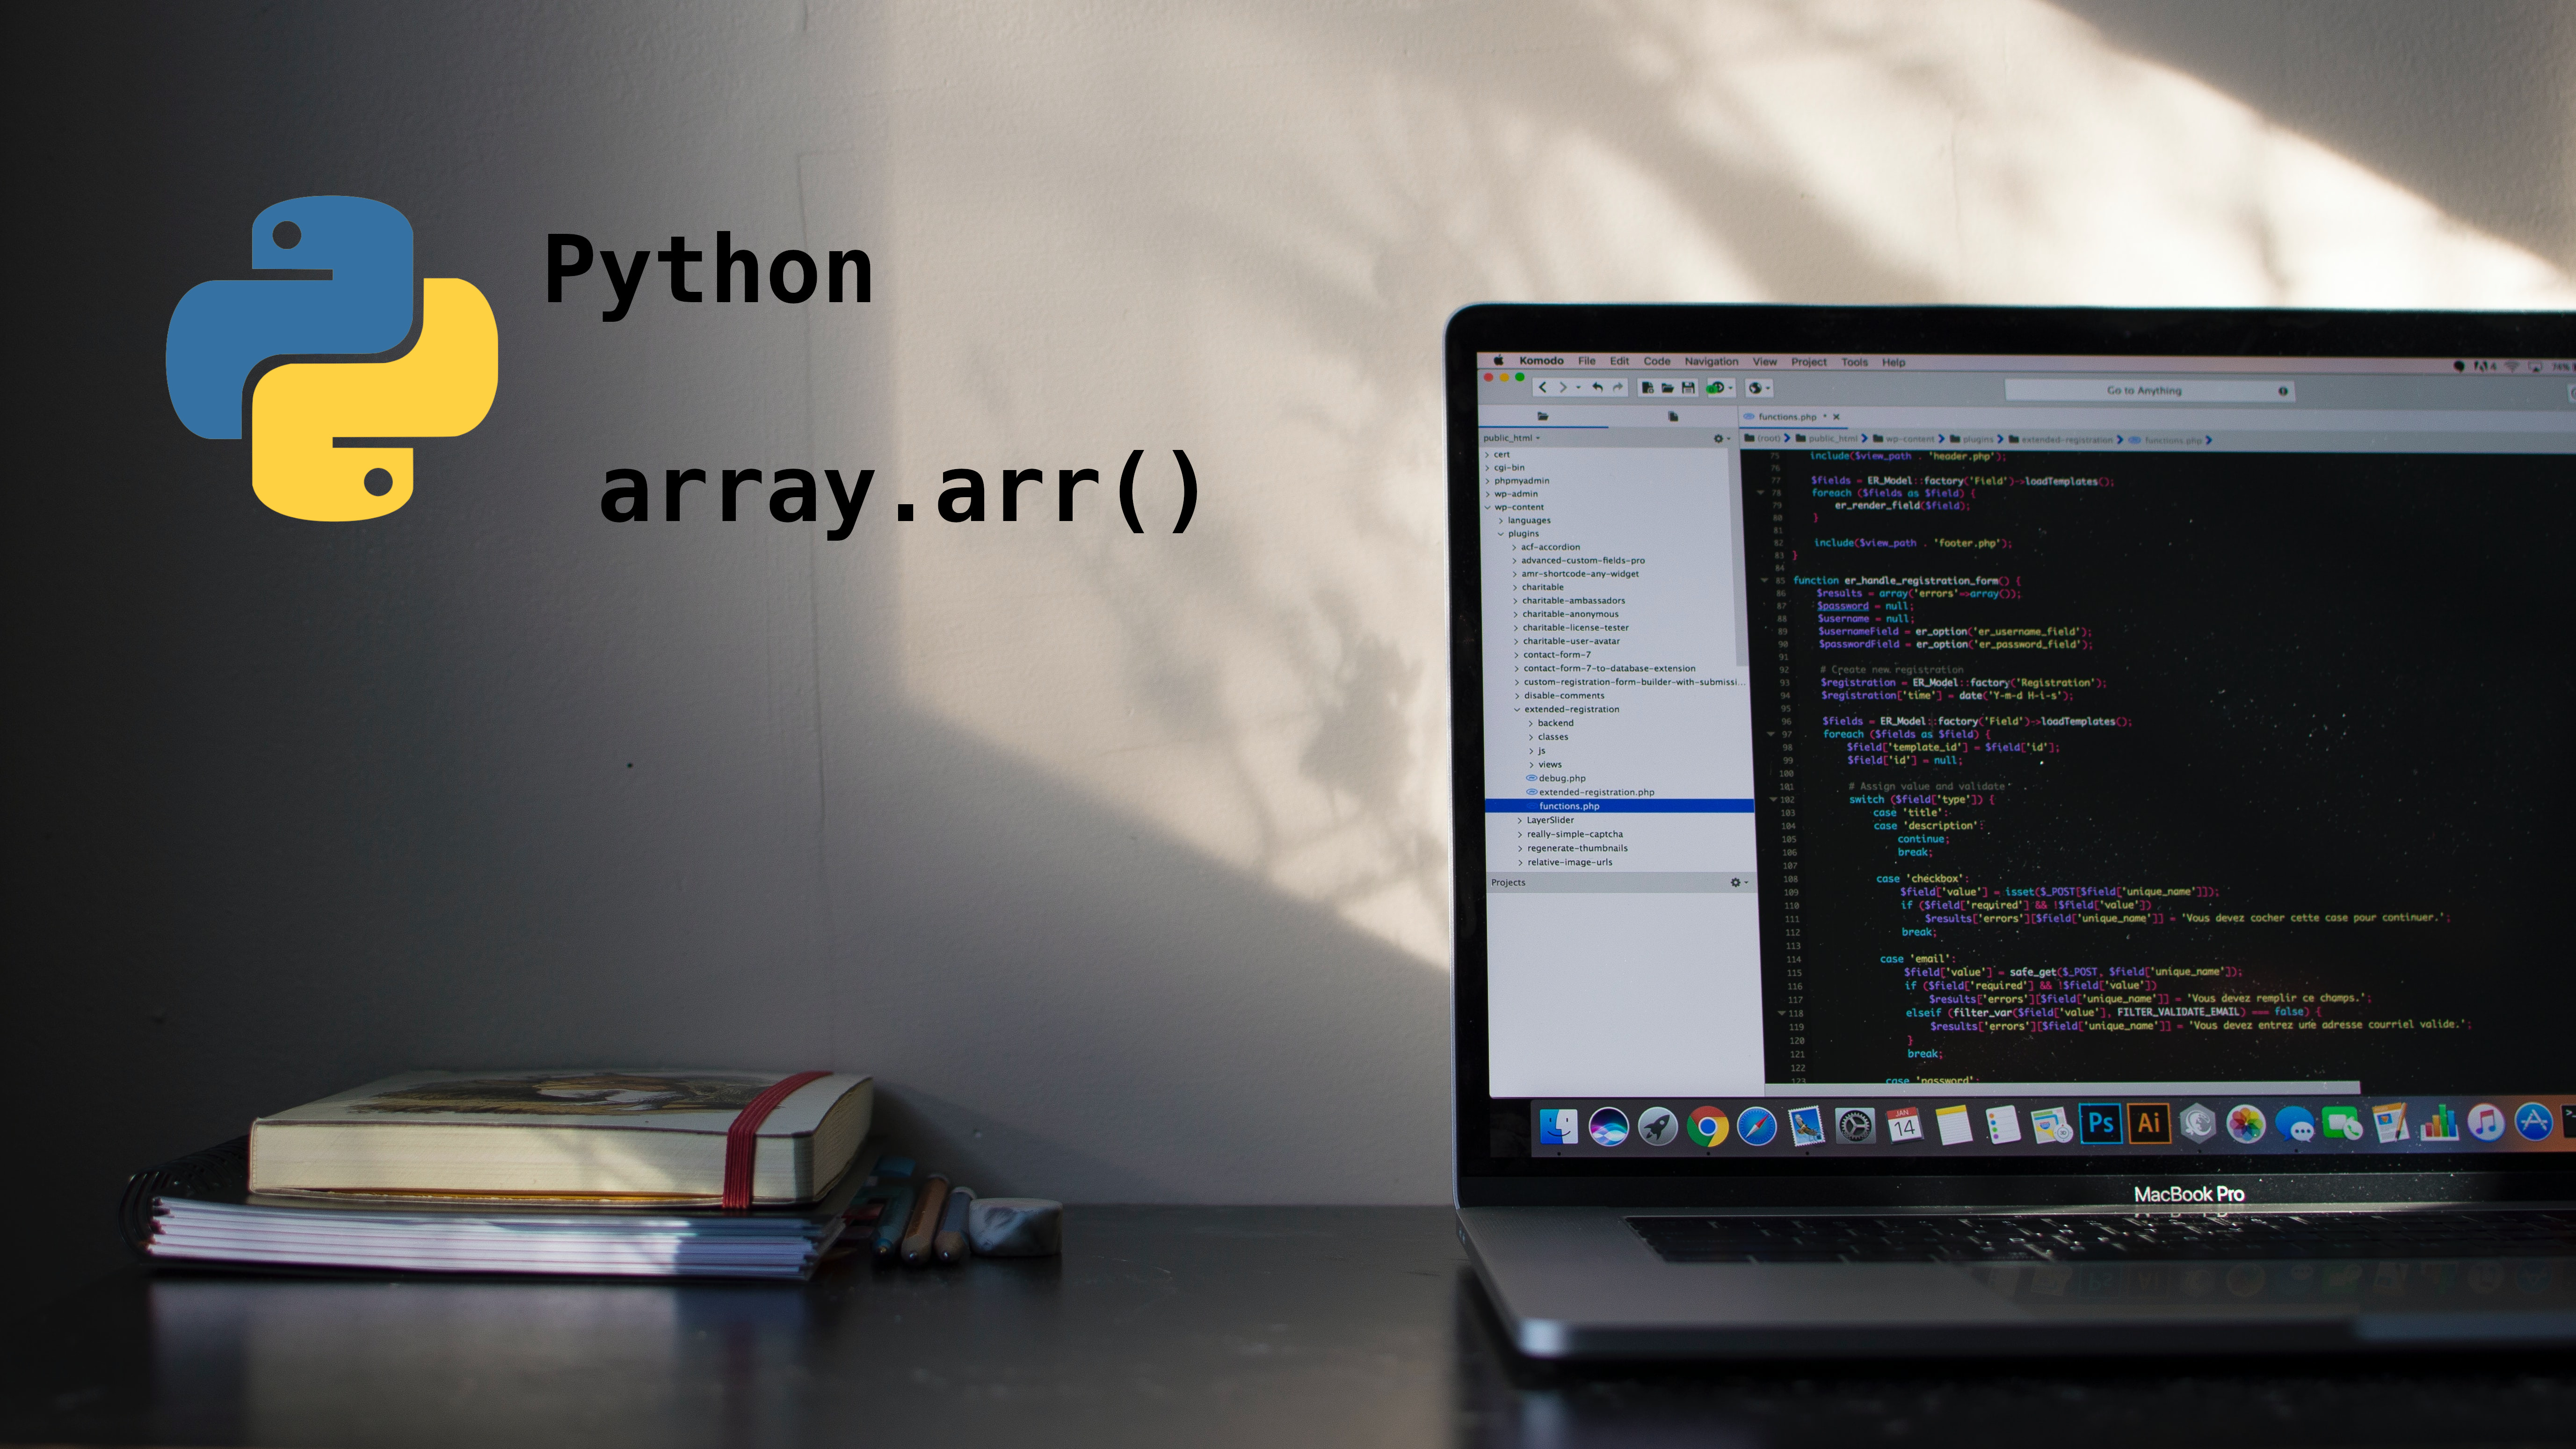 Python
array.arr()
Komodo File Edit Code Navigation View Project Tools Help
Go to Anything
functions.php
public_html
(root) public_html wp-content plugins extended-registration functions.php
cert
cgi-bin
phpmyadmin
wp-admin
wp-content
languages
plugins
acf-accordion
advanced-custom-fields-pro
amr-shortcode-any-widget
charitable
charitable-ambassadors
charitable-anonymous
charitable-license-tester
charitable-user-avatar
contact-form-7
contact-form-7-to-database-extension
custom-registration-form-builder-with-submissi...
disable-comments
extended-registration
backend
classes
js
views
debug.php
extended-registration.php
functions.php
LayerSlider
really-simple-captcha
regenerate-thumbnails
relative-image-urls
Projects
75 include($view_path . 'header.php');
76
77 $fields = ER_Model::factory('Field')->loadTemplates();
78 foreach ($fields as $field) {
79 er_render_field($field);
80 }
81
82 include($view_path . 'footer.php');
83 }
84
85 function er_handle_registration_form() {
86 $results = array('errors'=>array());
87 $password = null;
88 $username = null;
89 $usernameField = er_option('er_username_field');
90 $passwordField = er_option('er_password_field');
91
92 # Create new registration
93 $registration = ER_Model::factory('Registration');
94 $registration['time'] = date('Y-m-d H-i-s');
95
96 $fields = ER_Model::factory('Field')->loadTemplates();
97 foreach ($fields as $field) {
98 $field['template_id'] = $field['id'];
99 $field['id'] = null;
100
101 # Assign value and validate
102 switch ($field['type']) {
103 case 'title':
104 case 'description':
105 continue;
106 break;
107
108 case 'checkbox':
109 $field['value'] = isset($_POST[$field['unique_name']]);
110 if ($field['required'] && !$field['value'])
111 $results['errors'][$field['unique_name']] = 'Vous devez cocher cette case pour continuer.';
112 break;
113
114 case 'email':
115 $field['value'] = safe_get($_POST, $field['unique_name']);
116 if ($field['required'] && !$field['value'])
117 $results['errors'][$field['unique_name']] = 'Vous devez remplir ce champs.';
118 elseif (filter_var($field['value'], FILTER_VALIDATE_EMAIL) === false) {
119 $results['errors'][$field['unique_name']] = 'Vous devez entrez une adresse courriel valide.';
120 }
121 break;
122
123 case 'password':
JAN
14
Ps
Ai
MacBook Pro